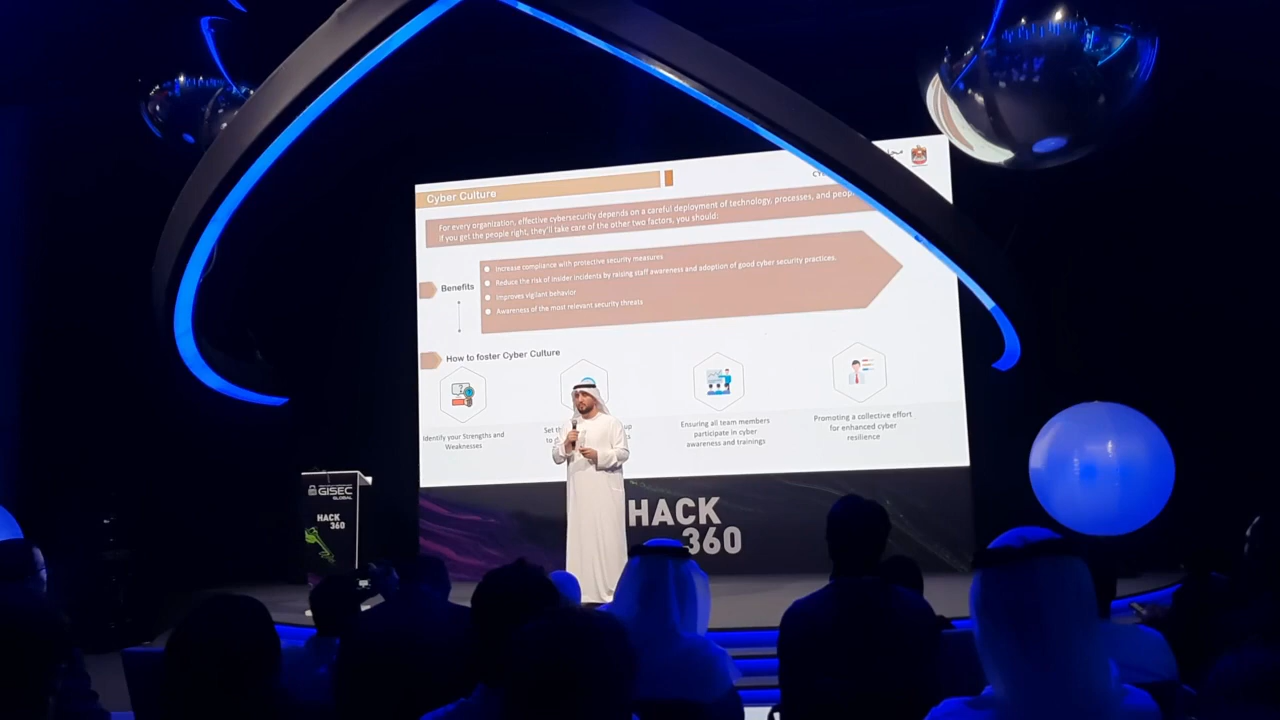 Cyber Culture
For every organization, effective cybersecurity depends on a careful deployment of technology, processes, and
If you get the people right, they'll take care of the other two factors, you should:
Benefits
Increase compliance with protective security measures
Reduce the risk of insider incidents by raising staff awareness and adoption of good cyber security practices.
Improves vigilant behavior
Awareness of the most relevant security threats
How to foster Cyber Culture
Identify your Strengths and
Weaknesses
Ensuring all team members
participate in cyber
awareness and trainings
Promoting a collective effort
for enhanced cyber
resilience
GISEC
GLOBAL
HACK
360
HACK
360